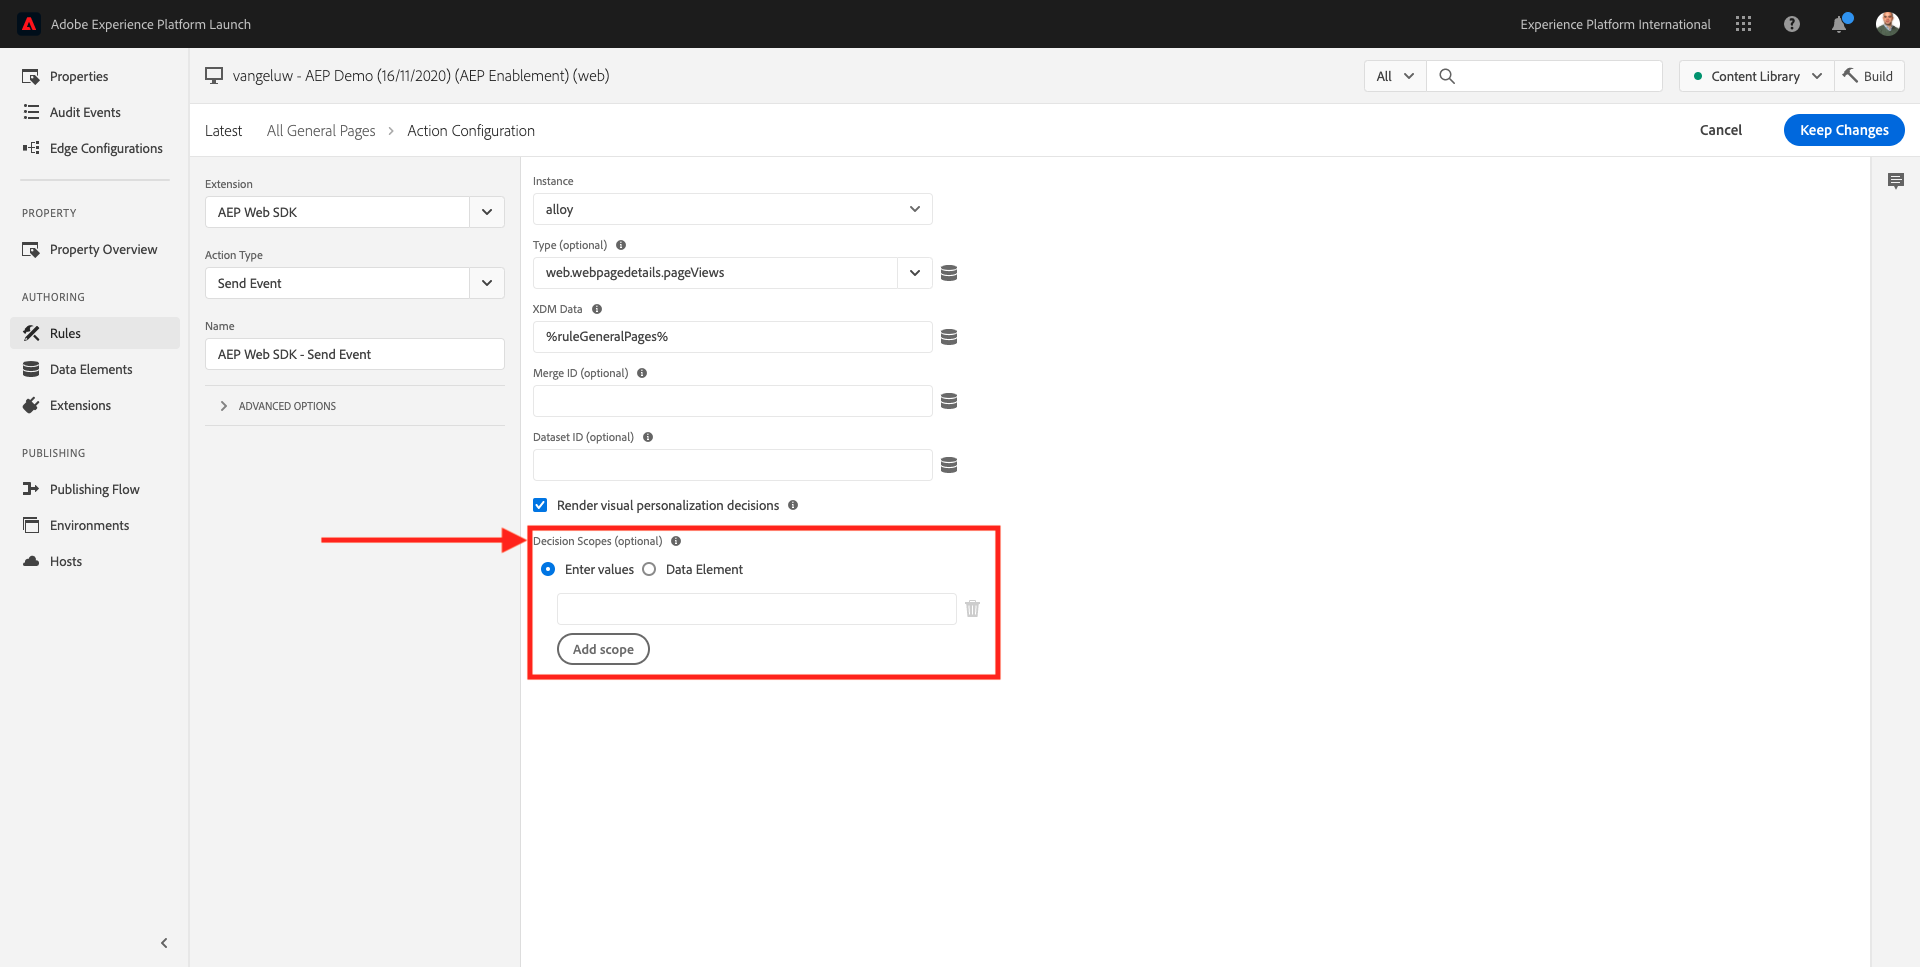 Adobe Experience Platform Launch
Experience Platform International
Properties
Audit Events
Edge Configurations
PROPERTY
Property Overview
AUTHORING
Rules
Data Elements
Extensions
PUBLISHING
Publishing Flow
Environments
Hosts
vangeluw - AEP Demo (16/11/2020) (AEP Enablement) (web)
All
Content Library
Build
Latest
All General Pages
Action Configuration
Cancel
Keep Changes
Extension
AEP Web SDK
Action Type
Send Event
Name
AEP Web SDK - Send Event
ADVANCED OPTIONS
Instance
alloy
Type (optional)
web.webpagedetails.pageViews
XDM Data
%ruleGeneralPages%
Merge ID (optional)
Dataset ID (optional)
Render visual personalization decisions
Decision Scopes (optional)
Enter values
Data Element
Add scope